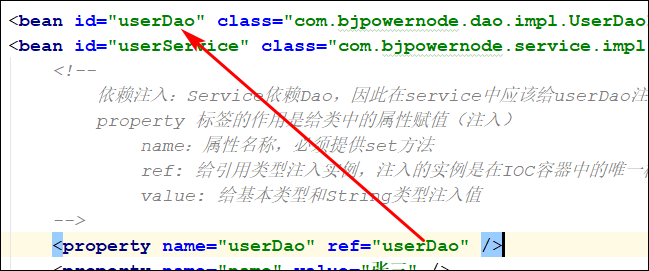 <bean id="userDao" class="com.bjpowernode.dao.impl.UserDao
<bean id="userService" class="com.bjpowernode.service.impl
<!--
依赖注入：Service依赖Dao，因此在service中应该给userDao注
property 标签的作用是给类中的属性赋值（注入）
name：属性名称，必须提供set方法
ref: 给引用类型注入实例，注入的实例是在IOC容器中的唯一
value: 给基本类型和String类型注入值
-->
<property name="userDao" ref="userDao" />
<property name="name" value="张三" />